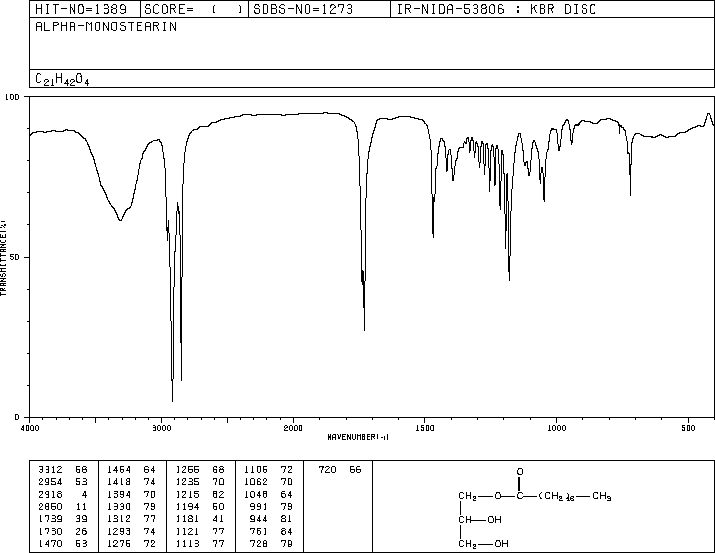 HIT-NO=1389 SCORE= ( ) SDBS-NO=1273 IR-NIDA-53806 : KBR DISC
ALPHA-MONOSTEARIN
C21H42O4
100
50
0
TRANSMITTANCE(%)
4000 3000 2000 1500 1000 500
WAVENUMBER(-1)
3312 58 1464 64 1266 68 1106 72 720 66
2954 53 1418 74 1235 70 1062 70
2918 4 1394 70 1215 62 1048 64
2850 11 1330 79 1194 50 991 79
1739 39 1312 77 1181 41 944 81
1730 26 1293 74 1121 77 761 84
1470 53 1276 72 1113 77 728 79
O
CH2 O C (CH2)16 CH3
CH OH
CH2 OH